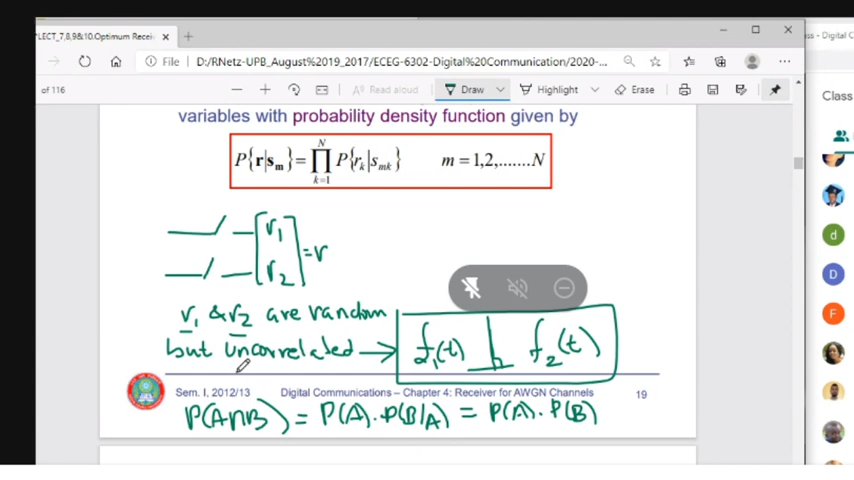 *LECT_7,8,9&10.Optimum Recei
- Digital C
File
D:/RNetz-UPB_August%2019_2017/ECEG-6302-Digital%20Communication/2020-...
of 116
Read aloud
Draw
Highlight
Erase
Class
variables with probability density function given by
P{r|sₘ} = ∏ₖ₌₁ᴺ P{rₖ|sₘₖ} m = 1,2,.......N
[r₁
r₂] = r
r₁ & r₂ are random
but uncorrelated → f₁(t) ⊥ f₂(t)
d
D
F
Sem. I, 2012/13 Digital Communications – Chapter 4: Receiver for AWGN Channels 19
P(A∩B) = P(A).P(B/A) = P(A).P(B)